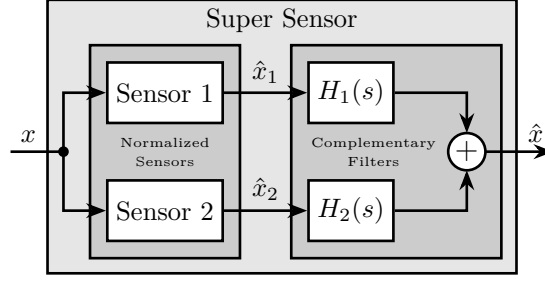 Super Sensor
x
Sensor 1
x̂₁
H₁(s)
Normalized
Sensors
Complementary
Filters
+
x̂
Sensor 2
x̂₂
H₂(s)